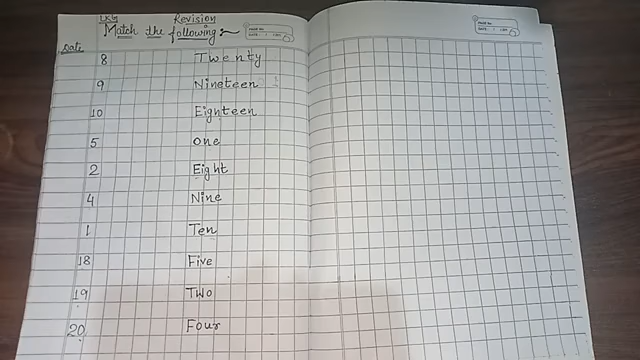 LKG Revision
Match the following :-
Date
8 Twenty
9 Nineteen
10 Eighteen
5 One
2 Eight
4 Nine
1 Ten
18 Five
19 Two
20 Four